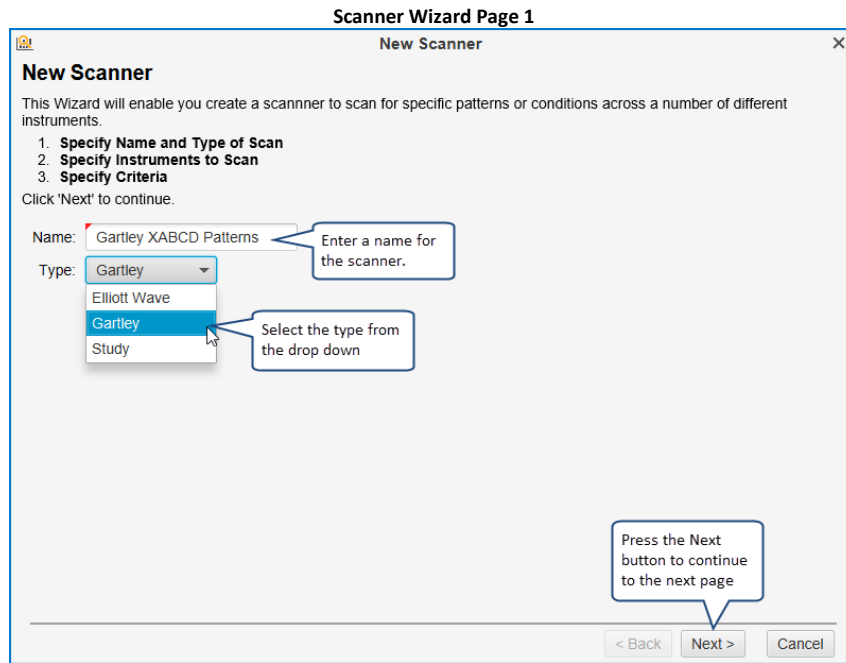 Scanner Wizard Page 1
New Scanner
New Scanner
This Wizard will enable you create a scannner to scan for specific patterns or conditions across a number of different
instruments.
1. Specify Name and Type of Scan
2. Specify Instruments to Scan
3. Specify Criteria
Click 'Next' to continue.
Name: Gartley XABCD Patterns
Enter a name for
the scanner.
Type: Gartley
Elliott Wave
Gartley
Study
Select the type from
the drop down
Press the Next
button to continue
to the next page
< Back Next > Cancel